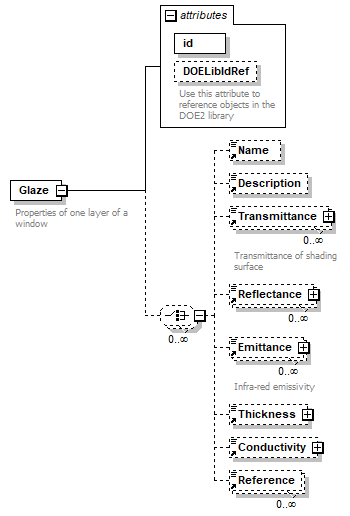 attributes
id
DOELibIdRef
Use this attribute to
reference objects in the
DOE2 library
Glaze
Properties of one layer of a
window
0..∞
Name
Description
Transmittance
0..∞
Transmittance of shading
surface
Reflectance
0..∞
Emittance
0..∞
Infra-red emissivity
Thickness
Conductivity
Reference
0..∞